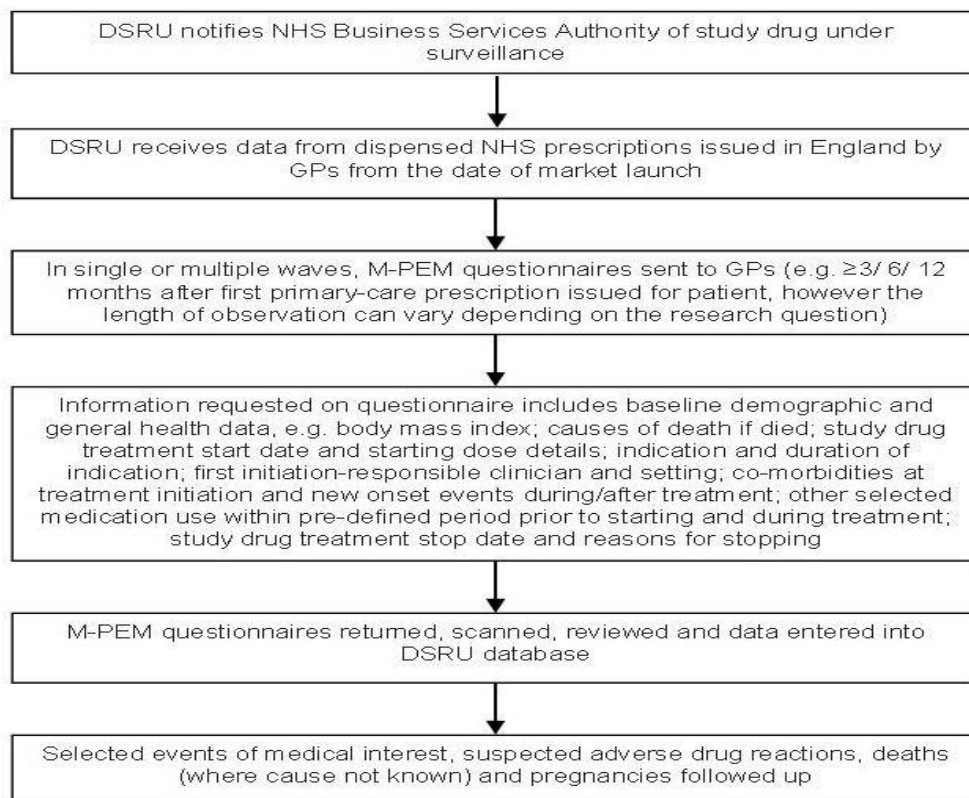 DSRU notifies NHS Business Services Authority of study drug under
surveillance
DSRU receives data from dispensed NHS prescriptions issued in England by
GPs from the date of market launch
In single or multiple waves, M-PEM questionnaires sent to GPs (e.g. ≥3/ 6/ 12
months after first primary-care prescription issued for patient, however the
length of observation can vary depending on the research question)
Information requested on questionnaire includes baseline demographic and
general health data, e.g. body mass index; causes of death if died; study drug
treatment start date and starting dose details; indication and duration of
indication; first initiation-responsible clinician and setting; co-morbidities at
treatment initiation and new onset events during/after treatment; other selected
medication use within pre-defined period prior to starting and during treatment;
study drug treatment stop date and reasons for stopping
M-PEM questionnaires returned, scanned, reviewed and data entered into
DSRU database
Selected events of medical interest, suspected adverse drug reactions, deaths
(where cause not known) and pregnancies followed up